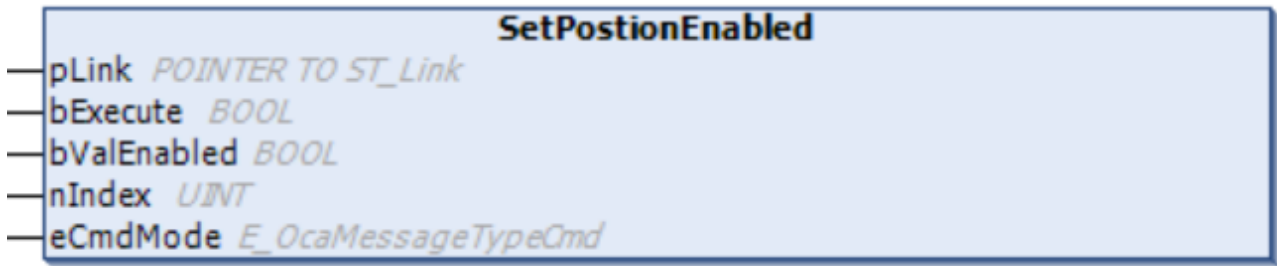 SetPostionEnabled
pLink POINTER TO ST_Link
bExecute BOOL
bValEnabled BOOL
nIndex UINT
eCmdMode E_OcaMessageTypeCmd